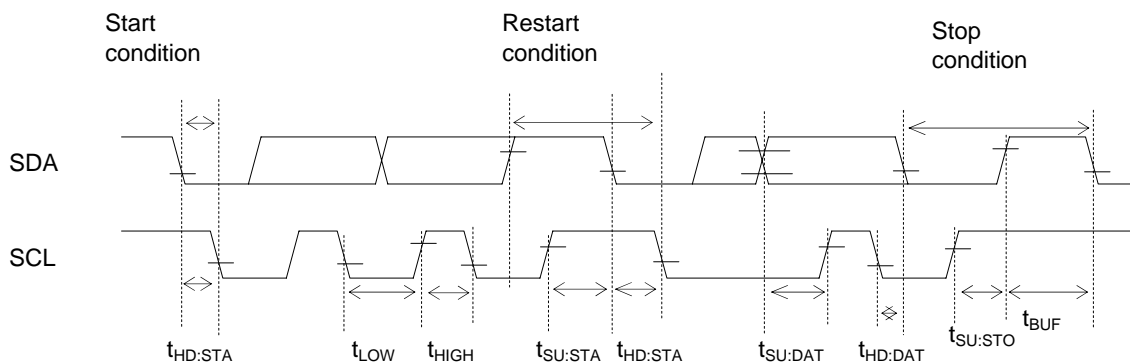 Start
condition
Restart
condition
Stop
condition
SDA
SCL
tHD:STA
tLOW
tHIGH
tSU:STA
tHD:STA
tSU:DAT
tHD:DAT
tSU:STO
tBUF